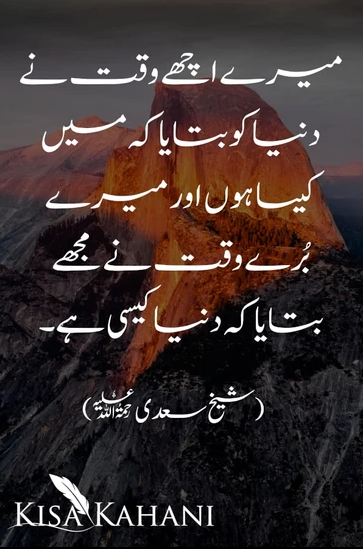 میرے اچھے وقت نے
دنیا کو بتایا کہ میں
کیسا ہوں اور میرے
بُرے وقت نے مجھے
بتایا کہ دنیا کیسی ہے۔
(شیخ سعدی رحمۃ اللہ علیہ)
KISA KAHANI